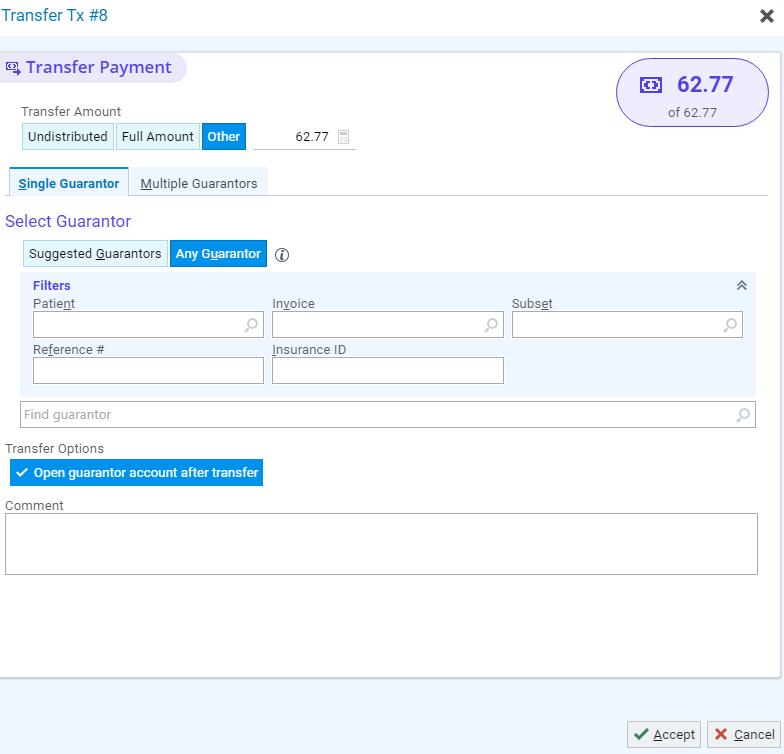 Transfer Tx #8
Transfer Payment
62.77
of 62.77
Transfer Amount
Undistributed Full Amount Other 62.77
Single Guarantor Multiple Guarantors
Select Guarantor
Suggested Guarantors Any Guarantor i
Filters
Patient Invoice Subset
Reference # Insurance ID
Find guarantor
Transfer Options
Open guarantor account after transfer
Comment
Accept Cancel